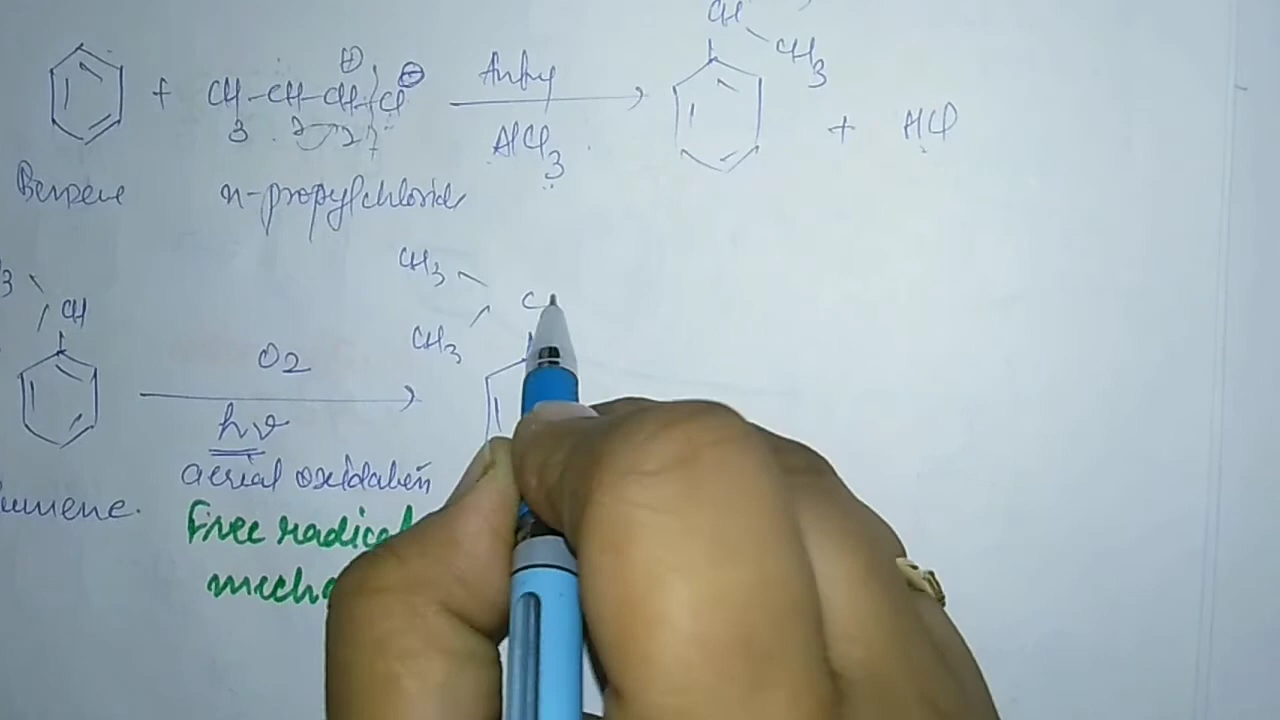 CH
CH3
+ CH3-CH2-CH2 Cl Anhy
⊕ ⊖
AlCl3
+ HCl
Benzene n-propylchloride
3 CH
CH3
CH3
C
O2
hν
aerial oxidation
umene.
Free radical
mecha